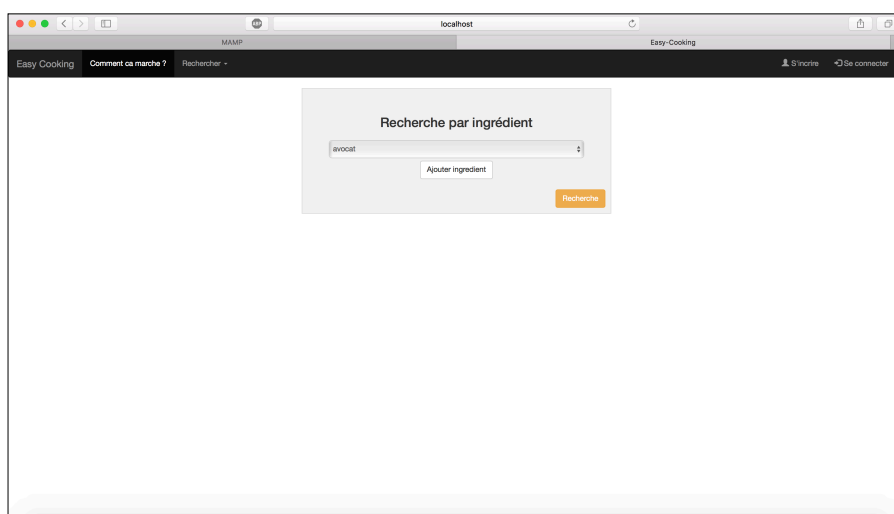 localhost
MAMP
Easy-Cooking
Easy Cooking Comment ca marche ? Rechercher S'incrire Se connecter
Recherche par ingrédient
avocat
Ajouter ingredient
Recherche